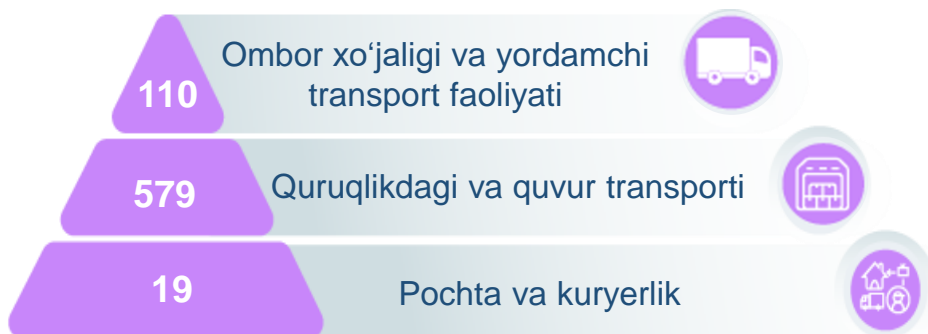 110
Ombor xo‘jaligi va yordamchi
transport faoliyati
579
Quruqlikdagi va quvur transporti
19
Pochta va kuryerlik